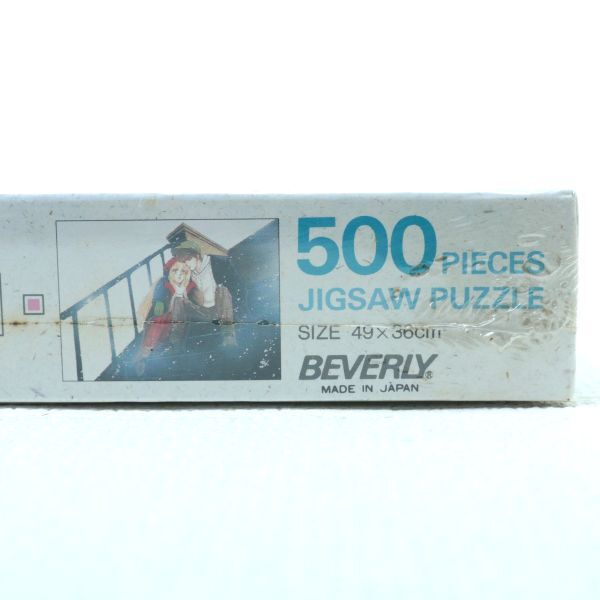 500 PIECES
JIGSAW PUZZLE
SIZE 49×36cm
BEVERLY®
MADE IN JAPAN